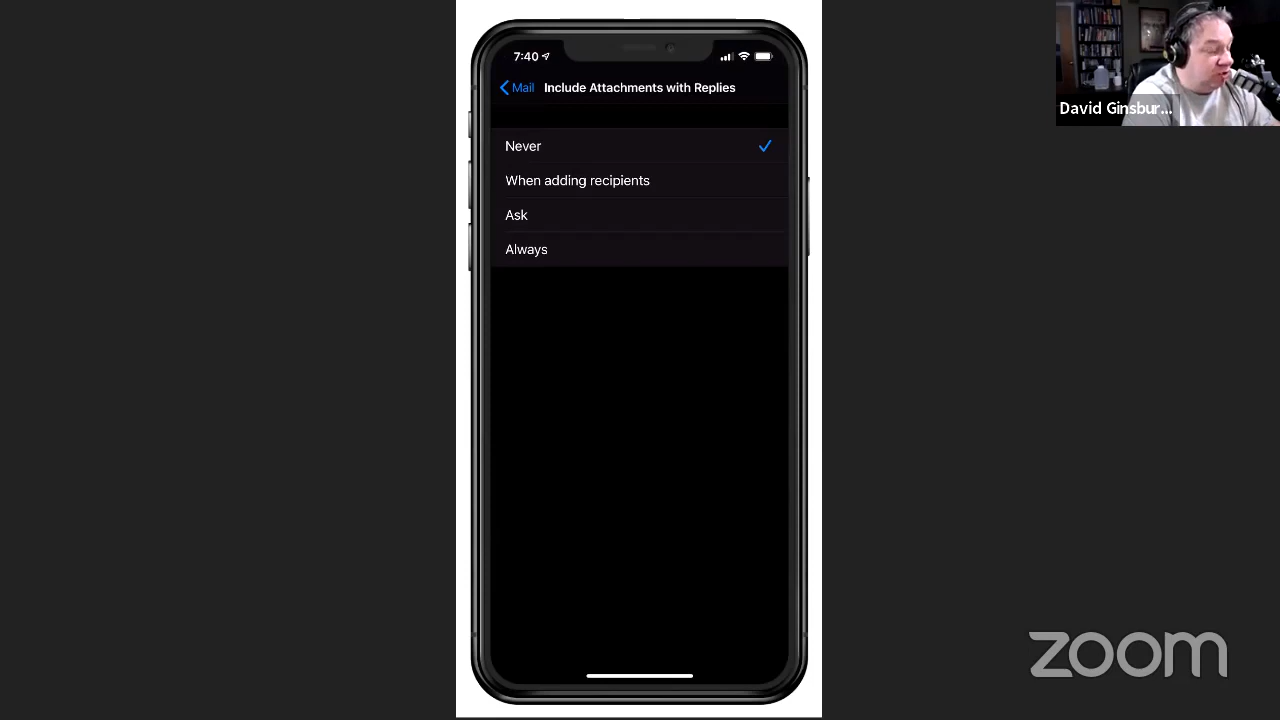 7:40
Mail
Include Attachments with Replies
Never
When adding recipients
Ask
Always
David Ginsbur...
zoom